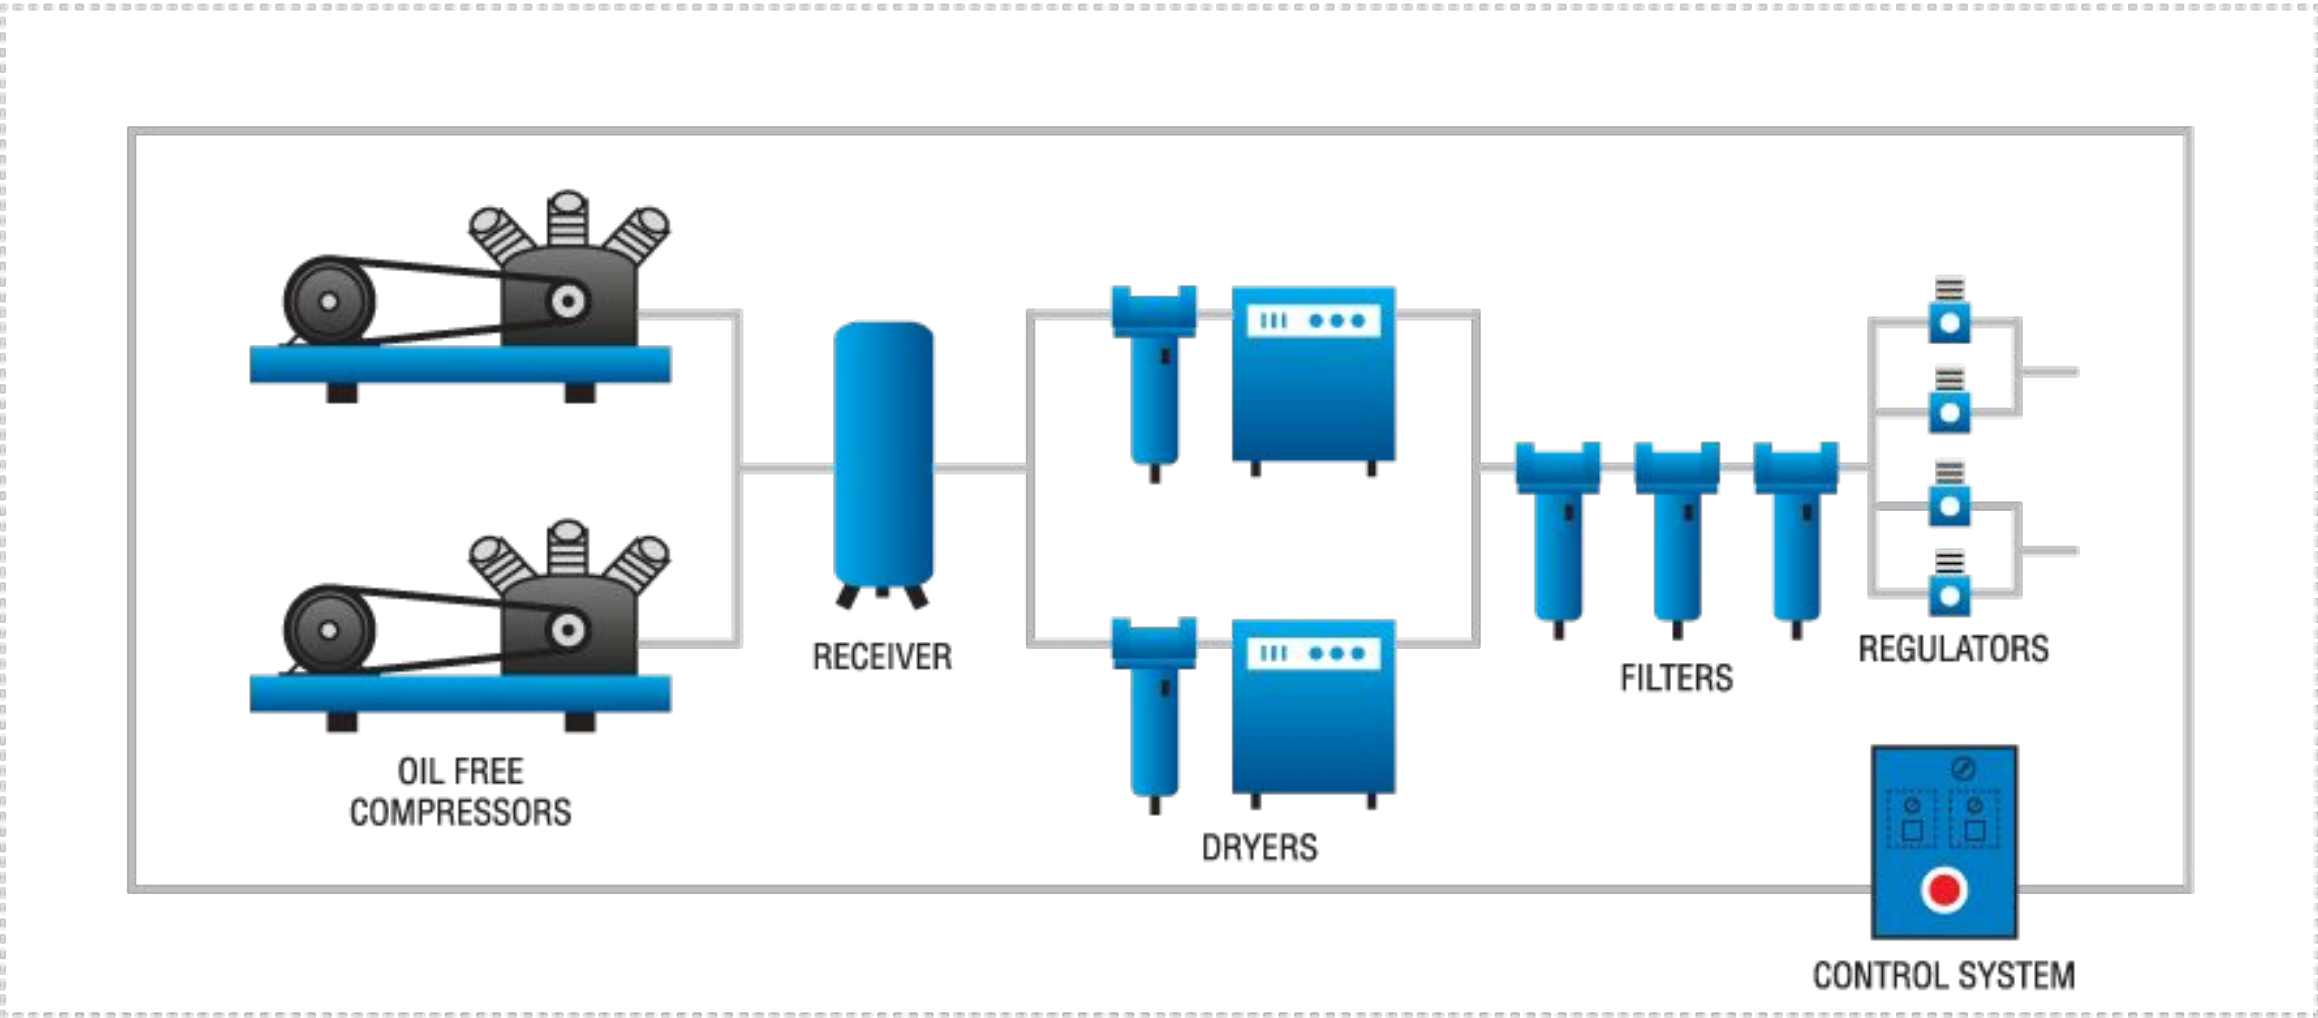 OIL FREE
COMPRESSORS
RECEIVER
DRYERS
FILTERS
REGULATORS
CONTROL SYSTEM